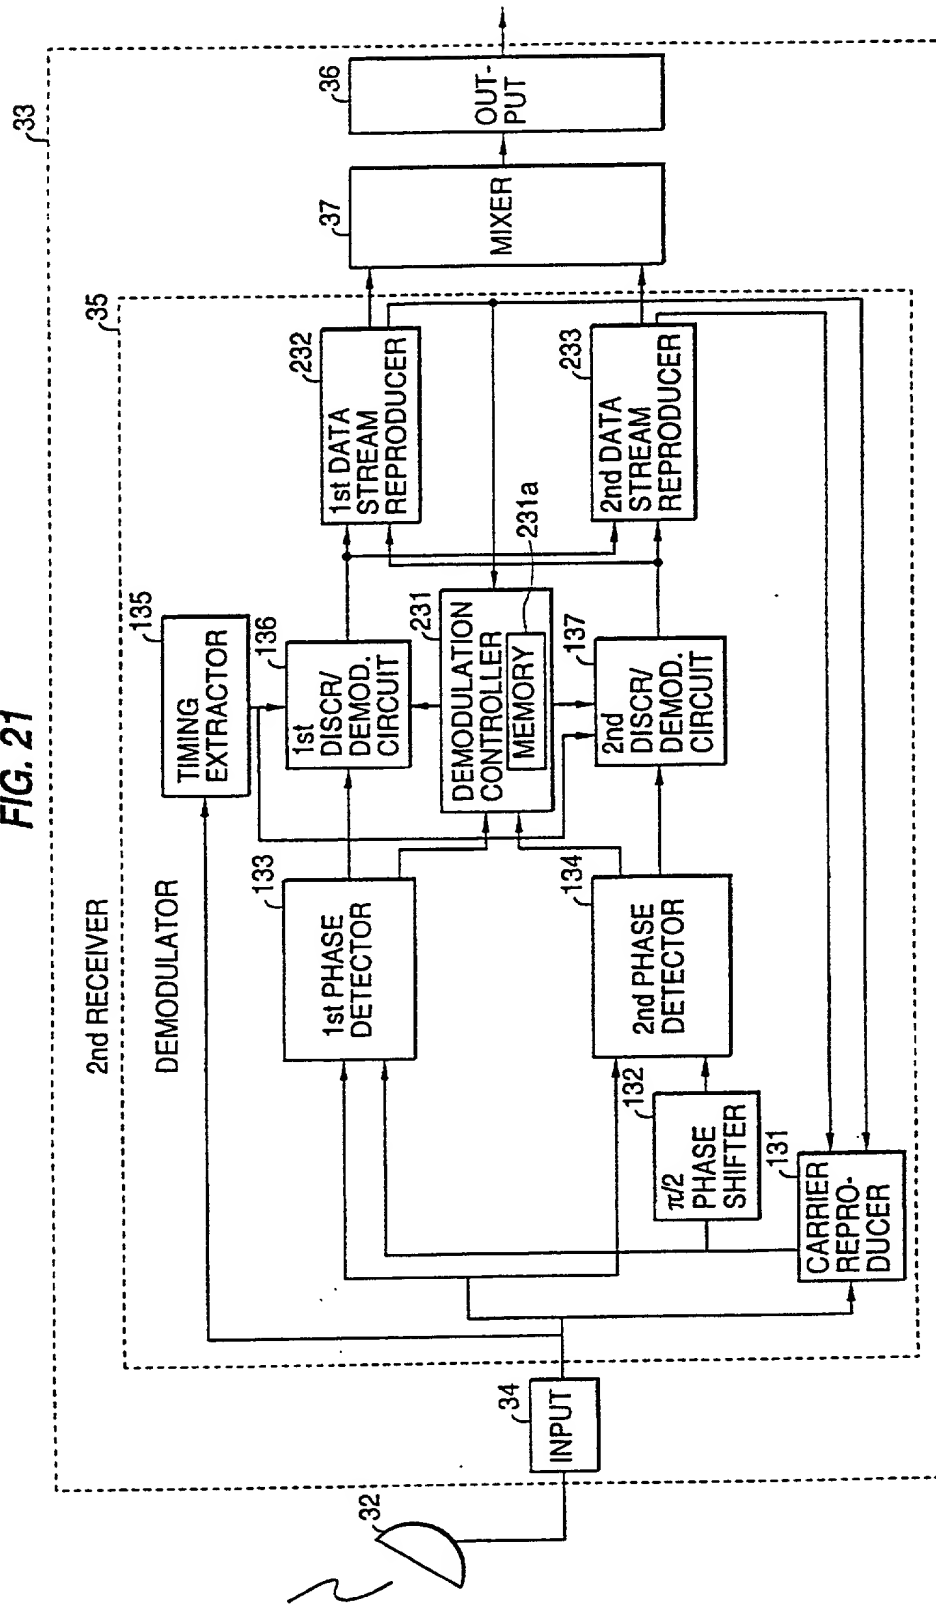 FIG. 21
33
2nd RECEIVER
35
DEMODULATOR
32
34
INPUT
135
TIMING
EXTRACTOR
133
1st PHASE
DETECTOR
136
1st
DISCR/
DEMOD.
CIRCUIT
232
1st DATA
STREAM
REPRODUCER
37
MIXER
36
OUT-
PUT
231
DEMODULATION
CONTROLLER
MEMORY
231a
134
2nd PHASE
DETECTOR
137
2nd
DISCR/
DEMOD.
CIRCUIT
233
2nd DATA
STREAM
REPRODUCER
132
π/2
PHASE
SHIFTER
131
CARRIER
REPRO-
DUCER